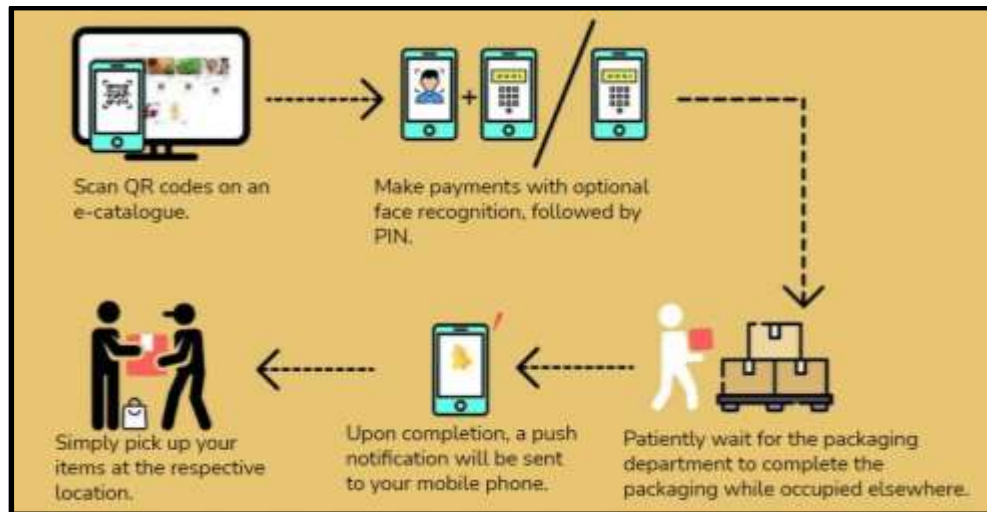 Scan QR codes on an
e-catalogue.
Make payments with optional
face recognition, followed by
PIN.
Patiently wait for the packaging
department to complete the
packaging while occupied elsewhere.
Upon completion, a push
notification will be sent
to your mobile phone.
Simply pick up your
items at the respective
location.